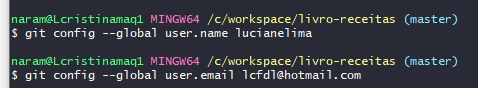 naram@Lcristinamaq1 MINGW64 /c/workspace/livro-receitas (master)
$ git config --global user.name lucianelima
naram@Lcristinamaq1 MINGW64 /c/workspace/livro-receitas (master)
$ git config --global user.email lcfdl@hotmail.com